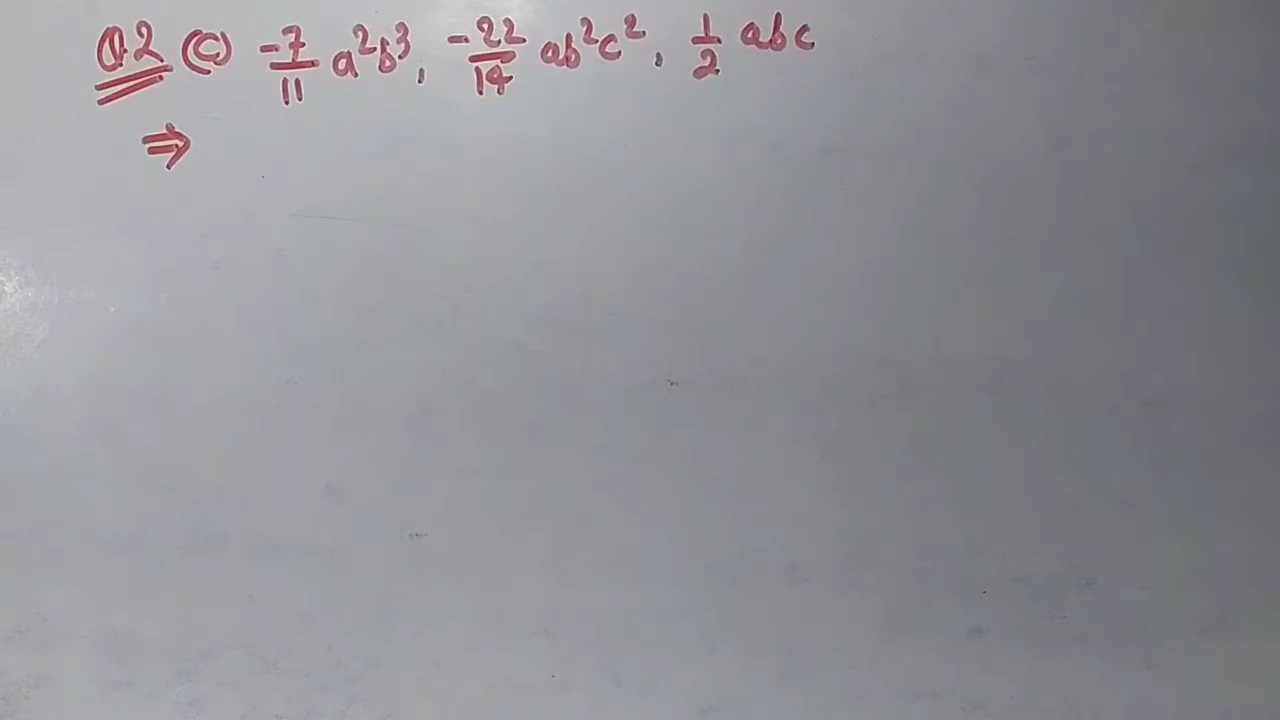 Q2 (C) -7/11 a²b³, -22/14 ab²c², 1/2 abc
⇒